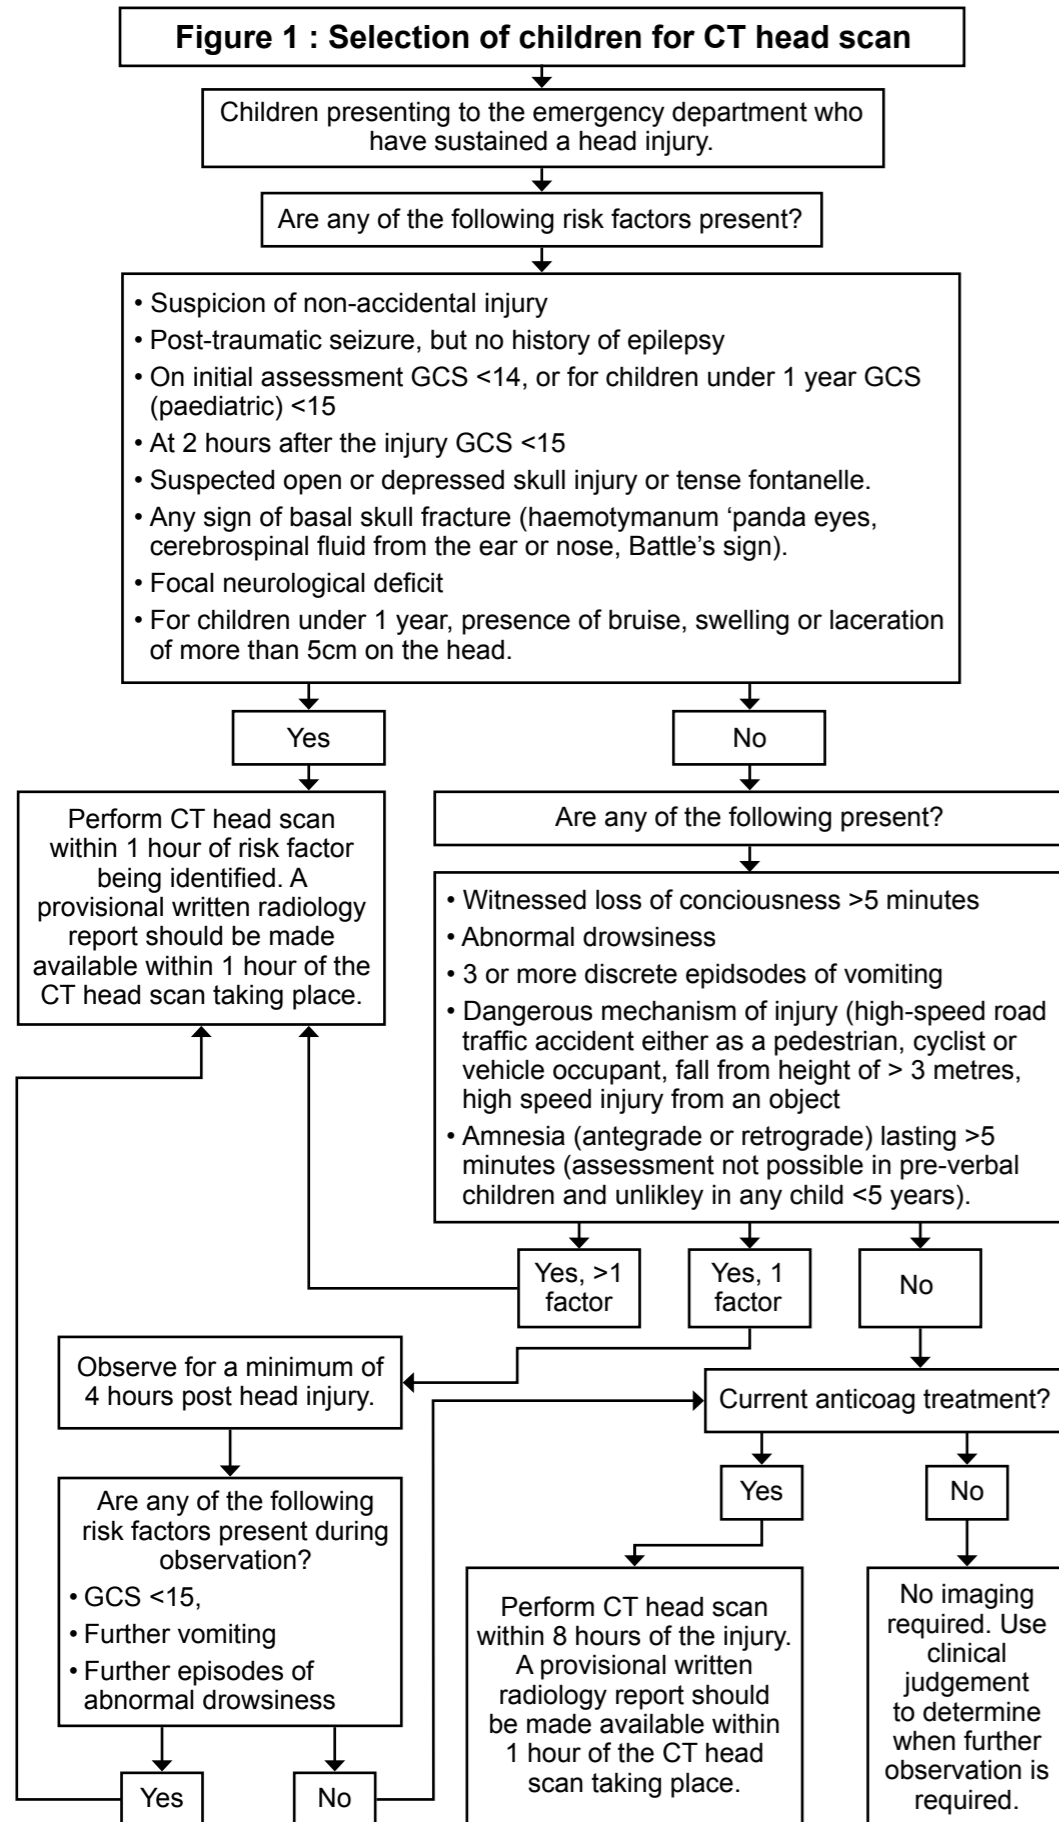 Figure 1 : Selection of children for CT head scan
Children presenting to the emergency department who
have sustained a head injury.
Are any of the following risk factors present?
• Suspicion of non-accidental injury
• Post-traumatic seizure, but no history of epilepsy
• On initial assessment GCS <14, or for children under 1 year GCS
(paediatric) <15
• At 2 hours after the injury GCS <15
• Suspected open or depressed skull injury or tense fontanelle.
• Any sign of basal skull fracture (haemotymanum ‘panda eyes,
cerebrospinal fluid from the ear or nose, Battle’s sign).
• Focal neurological deficit
• For children under 1 year, presence of bruise, swelling or laceration
of more than 5cm on the head.
Yes
No
Perform CT head scan
within 1 hour of risk factor
being identified. A
provisional written radiology
report should be made
available within 1 hour of the
CT head scan taking place.
Are any of the following present?
• Witnessed loss of conciousness >5 minutes
• Abnormal drowsiness
• 3 or more discrete epidsodes of vomiting
• Dangerous mechanism of injury (high-speed road
traffic accident either as a pedestrian, cyclist or
vehicle occupant, fall from height of > 3 metres,
high speed injury from an object
• Amnesia (antegrade or retrograde) lasting >5
minutes (assessment not possible in pre-verbal
children and unlikley in any child <5 years).
Yes, >1
factor
Yes, 1
factor
No
Observe for a minimum of
4 hours post head injury.
Current anticoag treatment?
Are any of the following
risk factors present during
observation?
• GCS <15,
• Further vomiting
• Further episodes of
abnormal drowsiness
Yes
No
Yes
No
Perform CT head scan
within 8 hours of the injury.
A provisional written
radiology report should
be made available within
1 hour of the CT head
scan taking place.
No imaging
required. Use
clinical
judgement
to determine
when further
observation is
required.